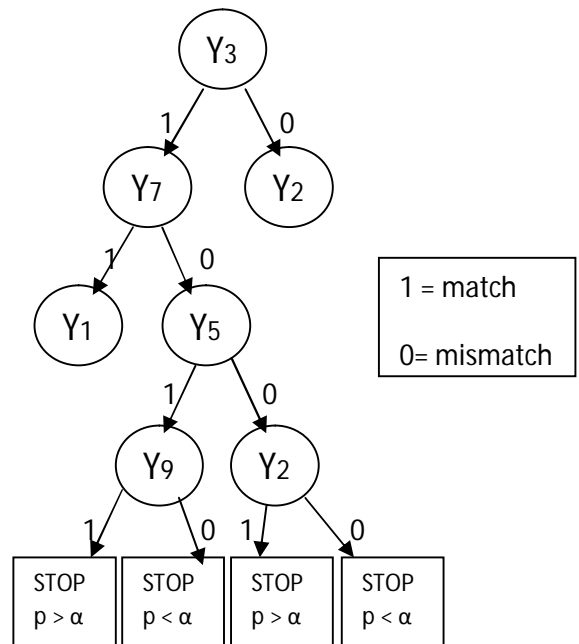 Y3
1 0
Y7 Y2
1 0
Y1 Y5
1 = match
0= mismatch
1 0
Y9 Y2
1 0 1 0
STOP STOP STOP STOP
p > α p < α p > α p < α